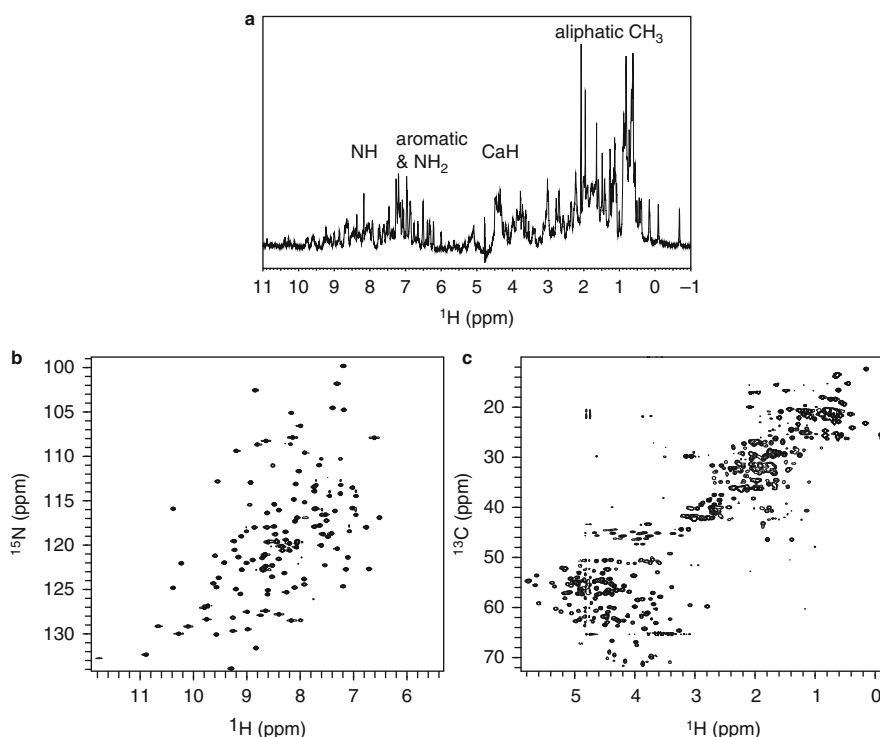 a
aliphatic CH₃
aromatic
NH & NH₂ CaH
11 10 9 8 7 6 5 4 3 2 1 0 −1
¹H (ppm)
b
100
105
110
115
120
125
130
¹⁵N (ppm)
11 10 9 8 7 6
¹H (ppm)
c
20
30
40
50
60
70
¹³C (ppm)
5 4 3 2 1 0
¹H (ppm)